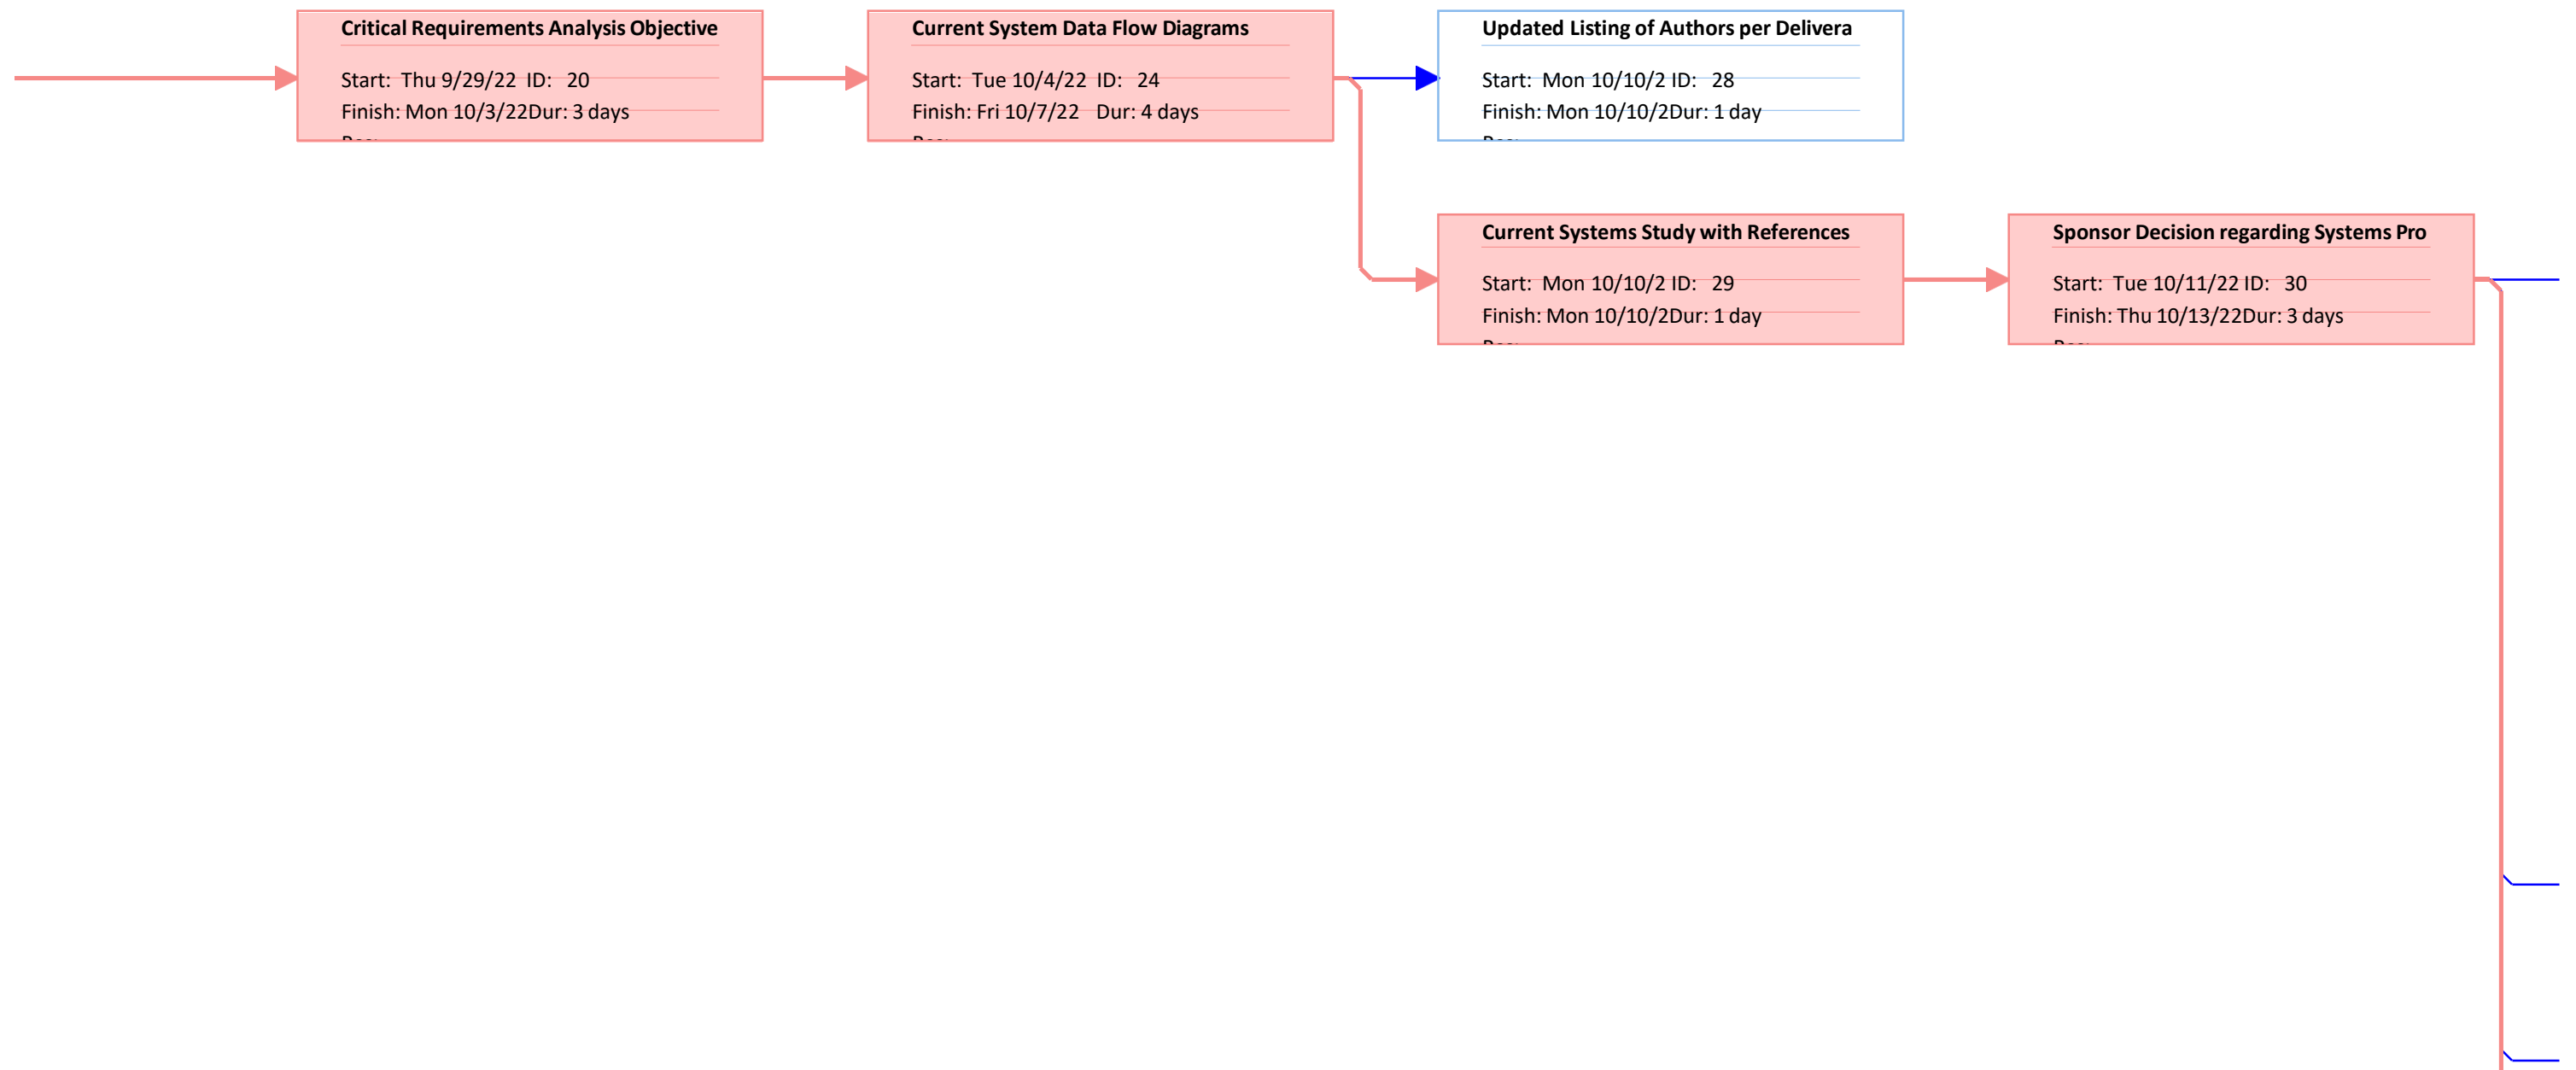 Critical Requirements Analysis Objective
Start: Thu 9/29/22 ID: 20
Finish: Mon 10/3/22Dur: 3 days
Current System Data Flow Diagrams
Start: Tue 10/4/22 ID: 24
Finish: Fri 10/7/22 Dur: 4 days
Updated Listing of Authors per Delivera
Start: Mon 10/10/2 ID: 28
Finish: Mon 10/10/2Dur: 1 day
Current Systems Study with References
Start: Mon 10/10/2 ID: 29
Finish: Mon 10/10/2Dur: 1 day
Sponsor Decision regarding Systems Pro
Start: Tue 10/11/22 ID: 30
Finish: Thu 10/13/22Dur: 3 days